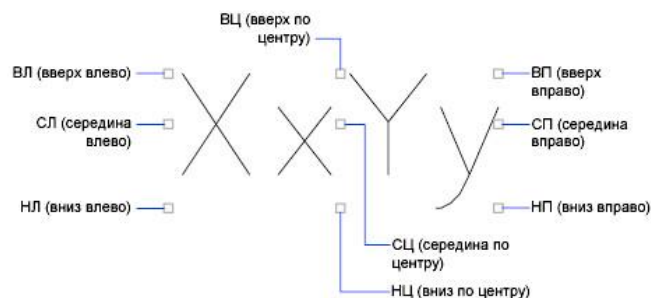 ВЦ (вверх по
центру)
ВЛ (вверх влево)
ВП (вверх
вправо)
СЛ (середина
влево)
СП (середина
вправо)
X x Y y
НЛ (вниз влево)
НП (вниз вправо)
СЦ (середина по
центру)
НЦ (вниз по центру)